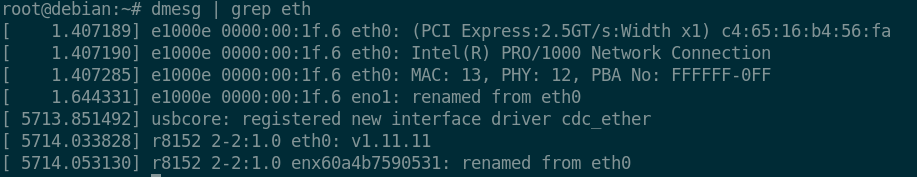 root@debian:~# dmesg | grep eth
[    1.407189] e1000e 0000:00:1f.6 eth0: (PCI Express:2.5GT/s:Width x1) c4:65:16:b4:56:fa
[    1.407190] e1000e 0000:00:1f.6 eth0: Intel(R) PRO/1000 Network Connection
[    1.407285] e1000e 0000:00:1f.6 eth0: MAC: 13, PHY: 12, PBA No: FFFFFF-0FF
[    1.644331] e1000e 0000:00:1f.6 eno1: renamed from eth0
[ 5713.851492] usbcore: registered new interface driver cdc_ether
[ 5714.033828] r8152 2-2:1.0 eth0: v1.11.11
[ 5714.053130] r8152 2-2:1.0 enx60a4b7590531: renamed from eth0